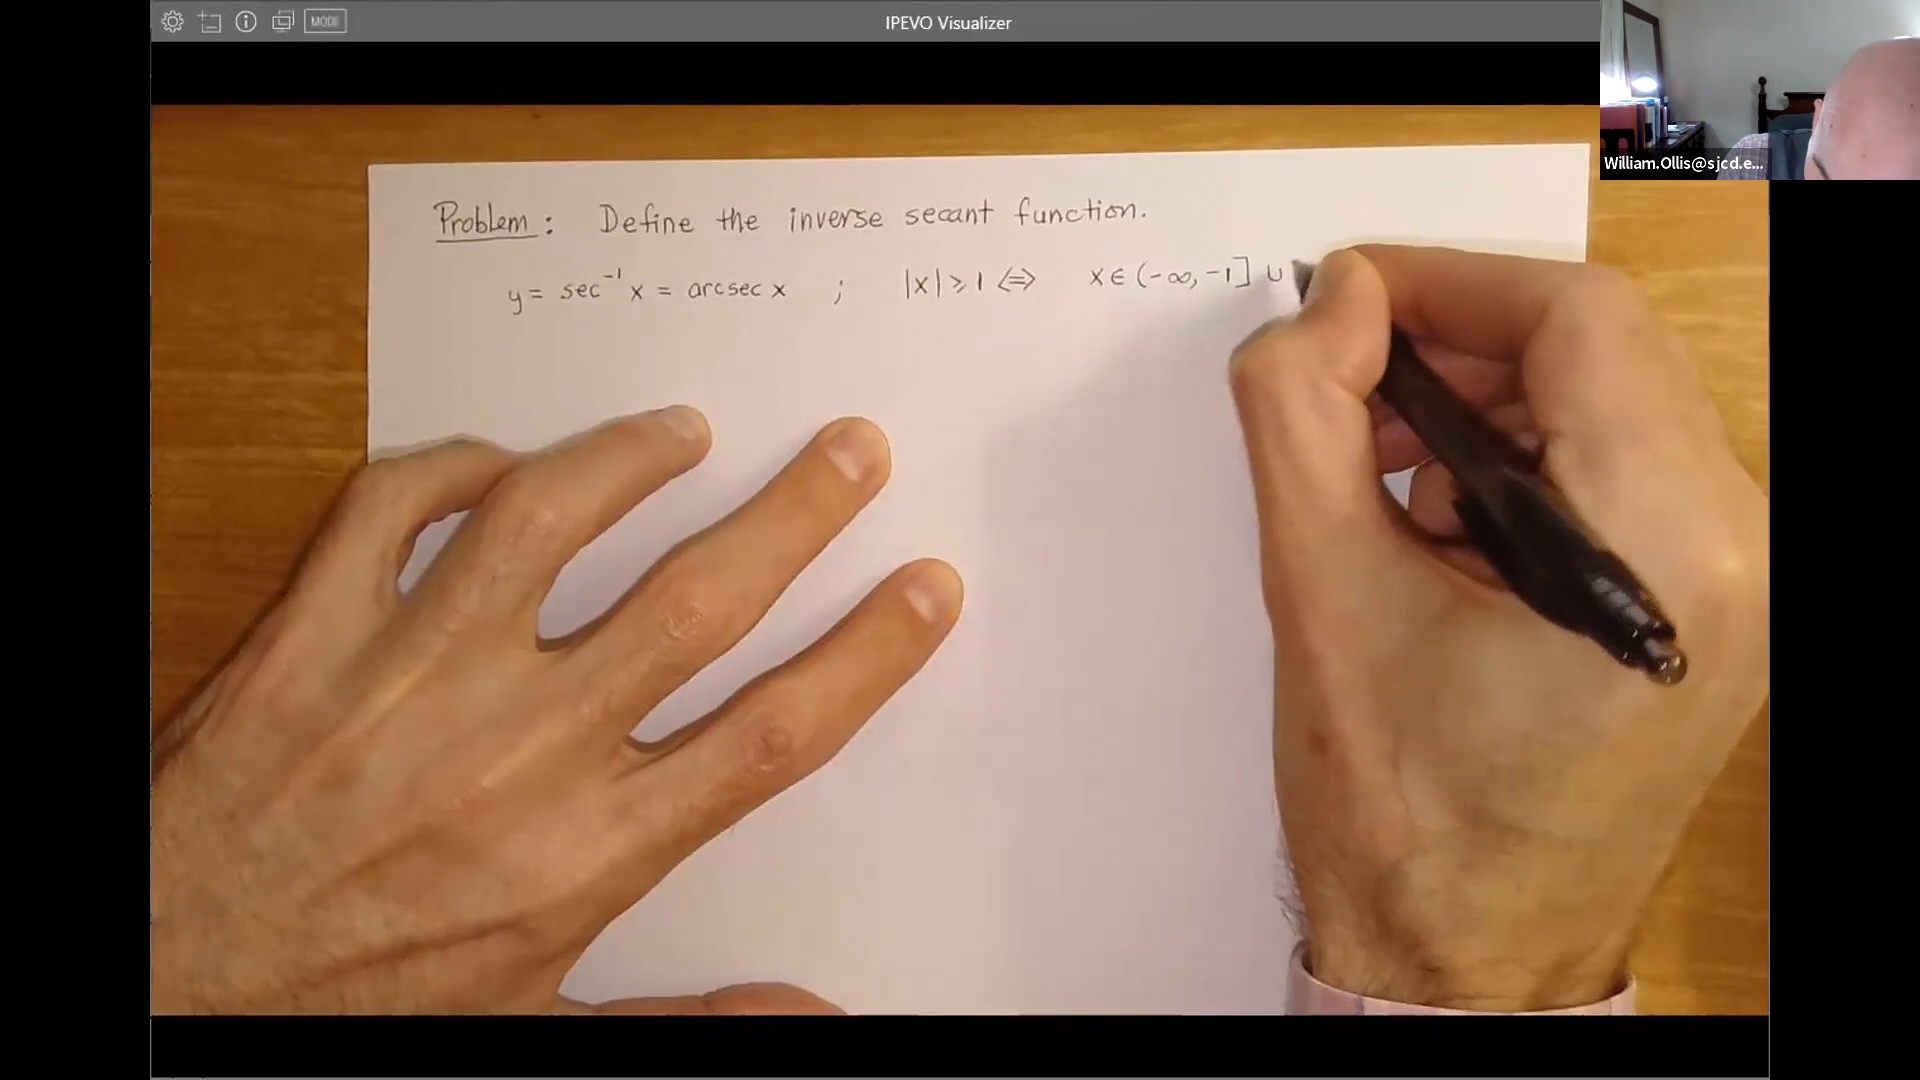 MODE
IPEVO Visualizer
William.Ollis@sjcd.e...
Problem: Define the inverse secant function.
y = sec⁻¹ x = arcsec x ; |x| ⩾ 1 ⇔ x ∈ (-∞, -1] ∪